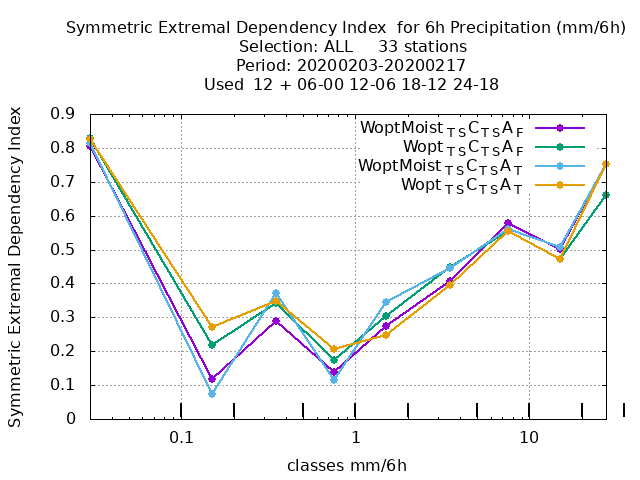 Symmetric Extremal Dependency Index  for 6h Precipitation (mm/6h)
Selection: ALL     33 stations
Period: 20200203-20200217
Used  12 + 06-00 12-06 18-12 24-18
Symmetric Extremal Dependency Index
0.9
0.8
0.7
0.6
0.5
0.4
0.3
0.2
0.1
0
WoptMoist TS C TS A F
Wopt TS C TS A F
WoptMoist TS C TS A T
Wopt TS C TS A T
0.1 1 10
classes mm/6h